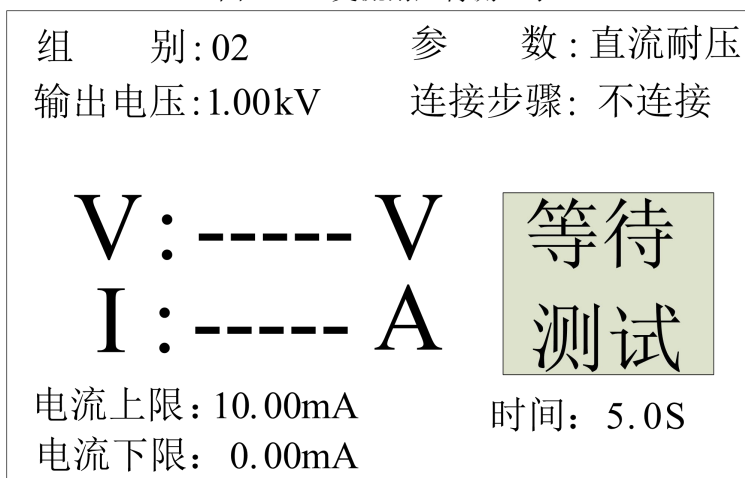 组 别:02 参 数:直流耐压
输出电压:1.00kV 连接步骤: 不连接
V:----- V 等待
I:----- A 测试
电流上限:10.00mA 时间: 5.0S
电流下限: 0.00mA